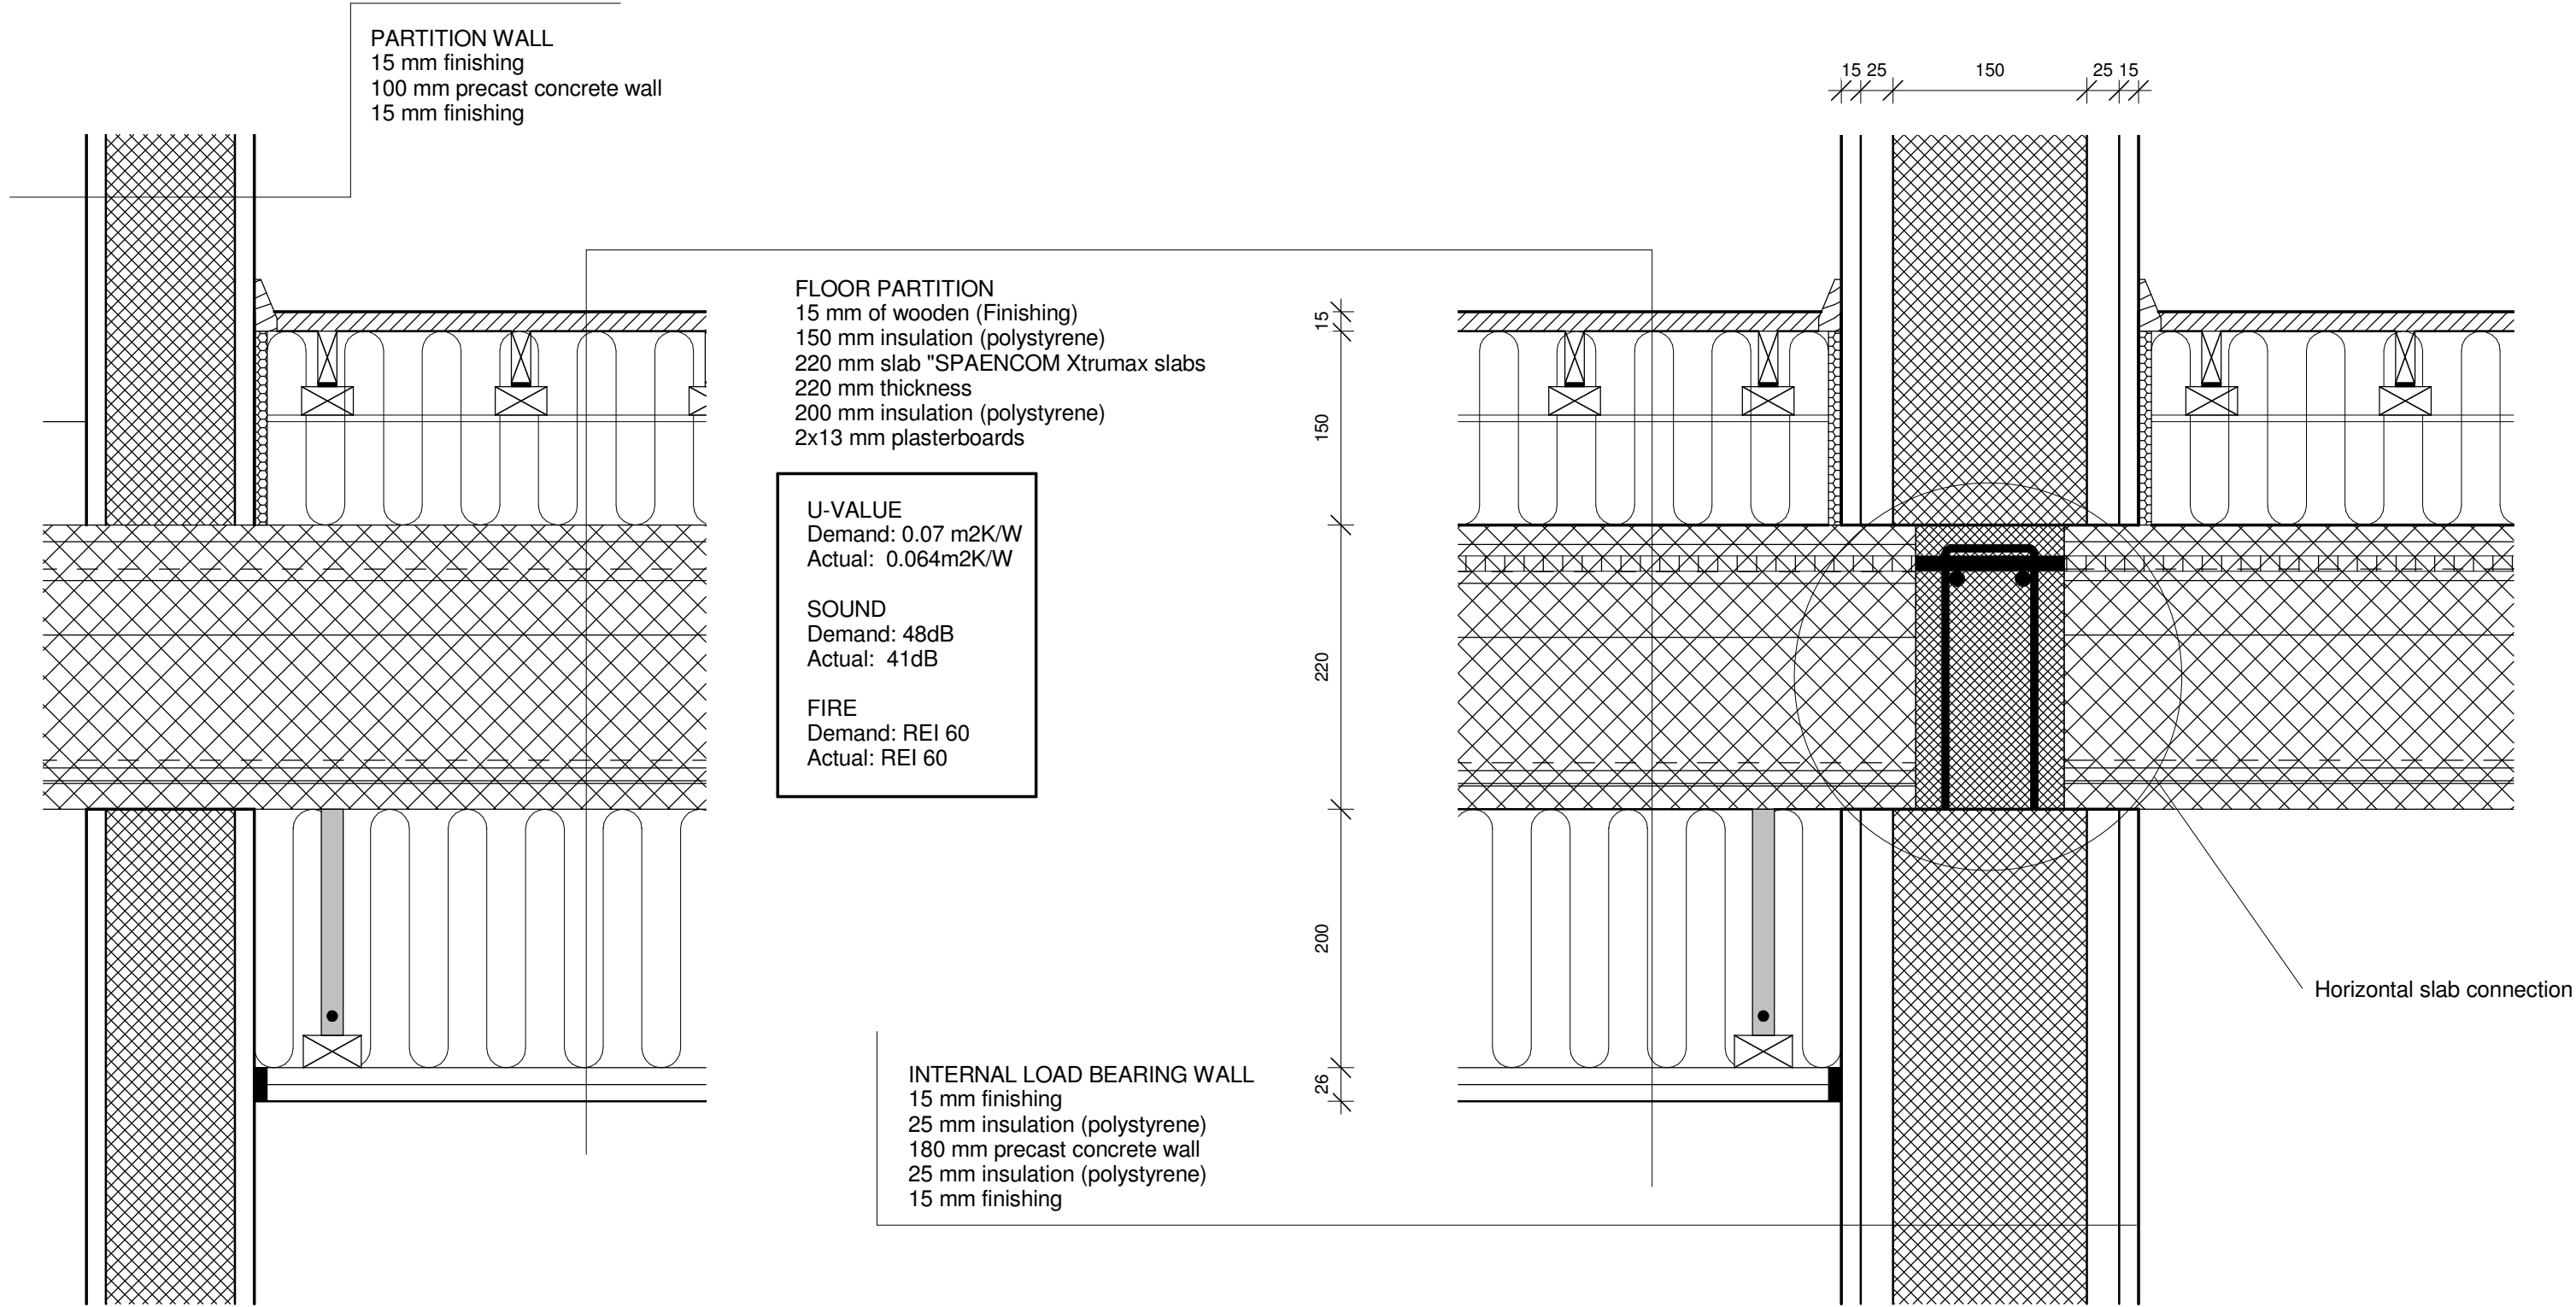 PARTITION WALL
15 mm finishing
100 mm precast concrete wall
15 mm finishing
15 25 150 25 15
FLOOR PARTITION
15 mm of wooden (Finishing)
150 mm insulation (polystyrene)
220 mm slab "SPAENCOM Xtrumax slabs
220 mm thickness
200 mm insulation (polystyrene)
2x13 mm plasterboards
U-VALUE
Demand: 0.07 m2K/W
Actual: 0.064m2K/W
SOUND
Demand: 48dB
Actual: 41dB
FIRE
Demand: REI 60
Actual: REI 60
15
150
220
200
26
Horizontal slab connection
INTERNAL LOAD BEARING WALL
15 mm finishing
25 mm insulation (polystyrene)
180 mm precast concrete wall
25 mm insulation (polystyrene)
15 mm finishing